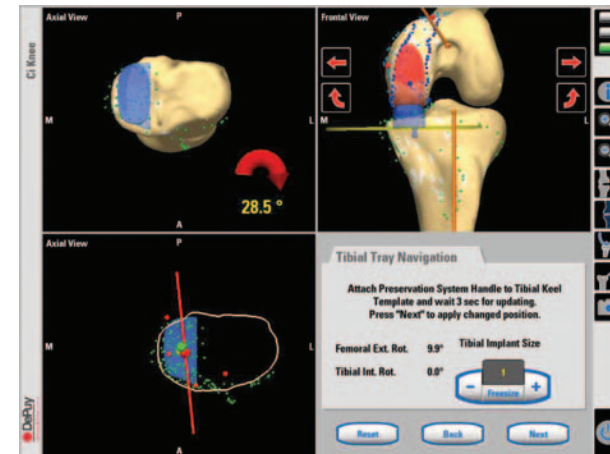 Ci Knee
DePuy
Axial View
P
M
L
28.5 °
A
Frontal View
M
L
Axial View
P
M
L
A
Tibial Tray Navigation
Attach Preservation System Handle to Tibial Keel
Template and wait 3 sec for updating.
Press "Next" to apply changed position.
Femoral Ext. Rot. 9.9°
Tibial Int. Rot. 0.0°
Tibial Implant Size
1
Freesize
Reset
Back
Next